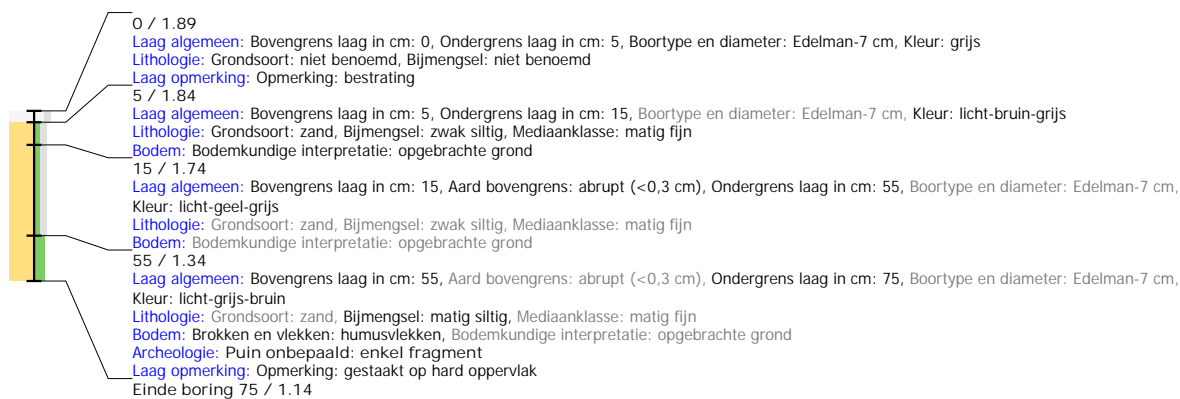 0 / 1.89
Laag algemeen: Bovengrens laag in cm: 0, Ondergrens laag in cm: 5, Boortype en diameter: Edelman-7 cm, Kleur: grijs
Lithologie: Grondsoort: niet benoemd, Bijmengsel: niet benoemd
Laag opmerking: Opmerking: bestrating
5 / 1.84
Laag algemeen: Bovengrens laag in cm: 5, Ondergrens laag in cm: 15, Boortype en diameter: Edelman-7 cm, Kleur: licht-bruin-grijs
Lithologie: Grondsoort: zand, Bijmengsel: zwak siltig, Mediaanklasse: matig fijn
Bodem: Bodemkundige interpretatie: opgebrachte grond
15 / 1.74
Laag algemeen: Bovengrens laag in cm: 15, Aard bovengrens: abrupt (<0,3 cm), Ondergrens laag in cm: 55, Boortype en diameter: Edelman-7 cm,
Kleur: licht-geel-grijs
Lithologie: Grondsoort: zand, Bijmengsel: zwak siltig, Mediaanklasse: matig fijn
Bodem: Bodemkundige interpretatie: opgebrachte grond
55 / 1.34
Laag algemeen: Bovengrens laag in cm: 55, Aard bovengrens: abrupt (<0,3 cm), Ondergrens laag in cm: 75, Boortype en diameter: Edelman-7 cm,
Kleur: licht-grijs-bruin
Lithologie: Grondsoort: zand, Bijmengsel: matig siltig, Mediaanklasse: matig fijn
Bodem: Brokken en vlekken: humusvlekken, Bodemkundige interpretatie: opgebrachte grond
Archeologie: Puin onbepaald: enkel fragment
Laag opmerking: Opmerking: gestaakt op hard oppervlak
Einde boring 75 / 1.14